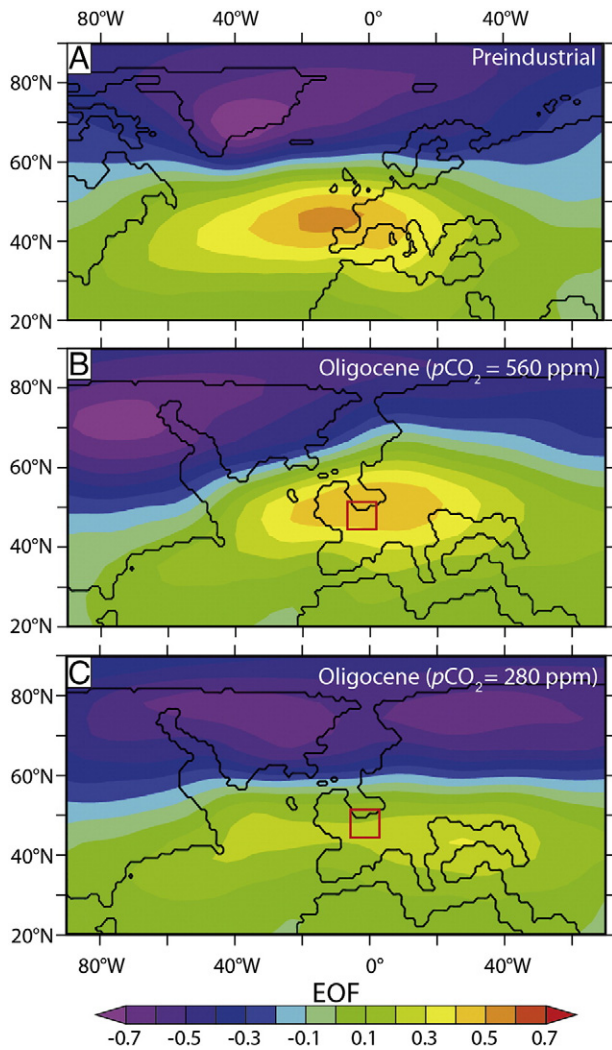 80°W 40°W 0° 40°W
A Preindustrial
80°N
60°N
40°N
20°N
B Oligocene (pCO₂ = 560 ppm)
80°N
60°N
40°N
20°N
C Oligocene (pCO₂ = 280 ppm)
80°N
60°N
40°N
20°N
80°W 40°W 0° 40°W
EOF
-0.7 -0.5 -0.3 -0.1 0.1 0.3 0.5 0.7